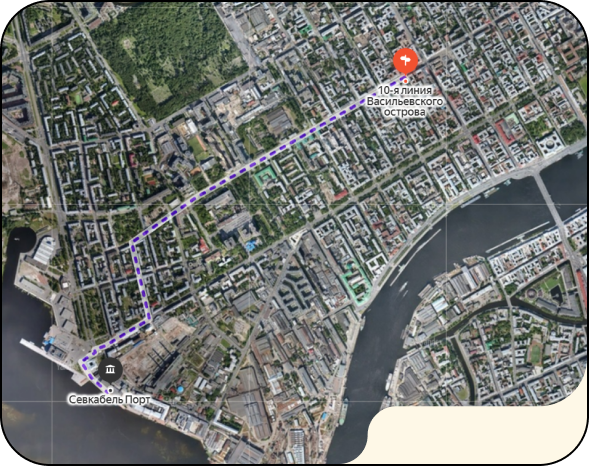 10-я линия
Васильевского
острова
Севкабель Порт